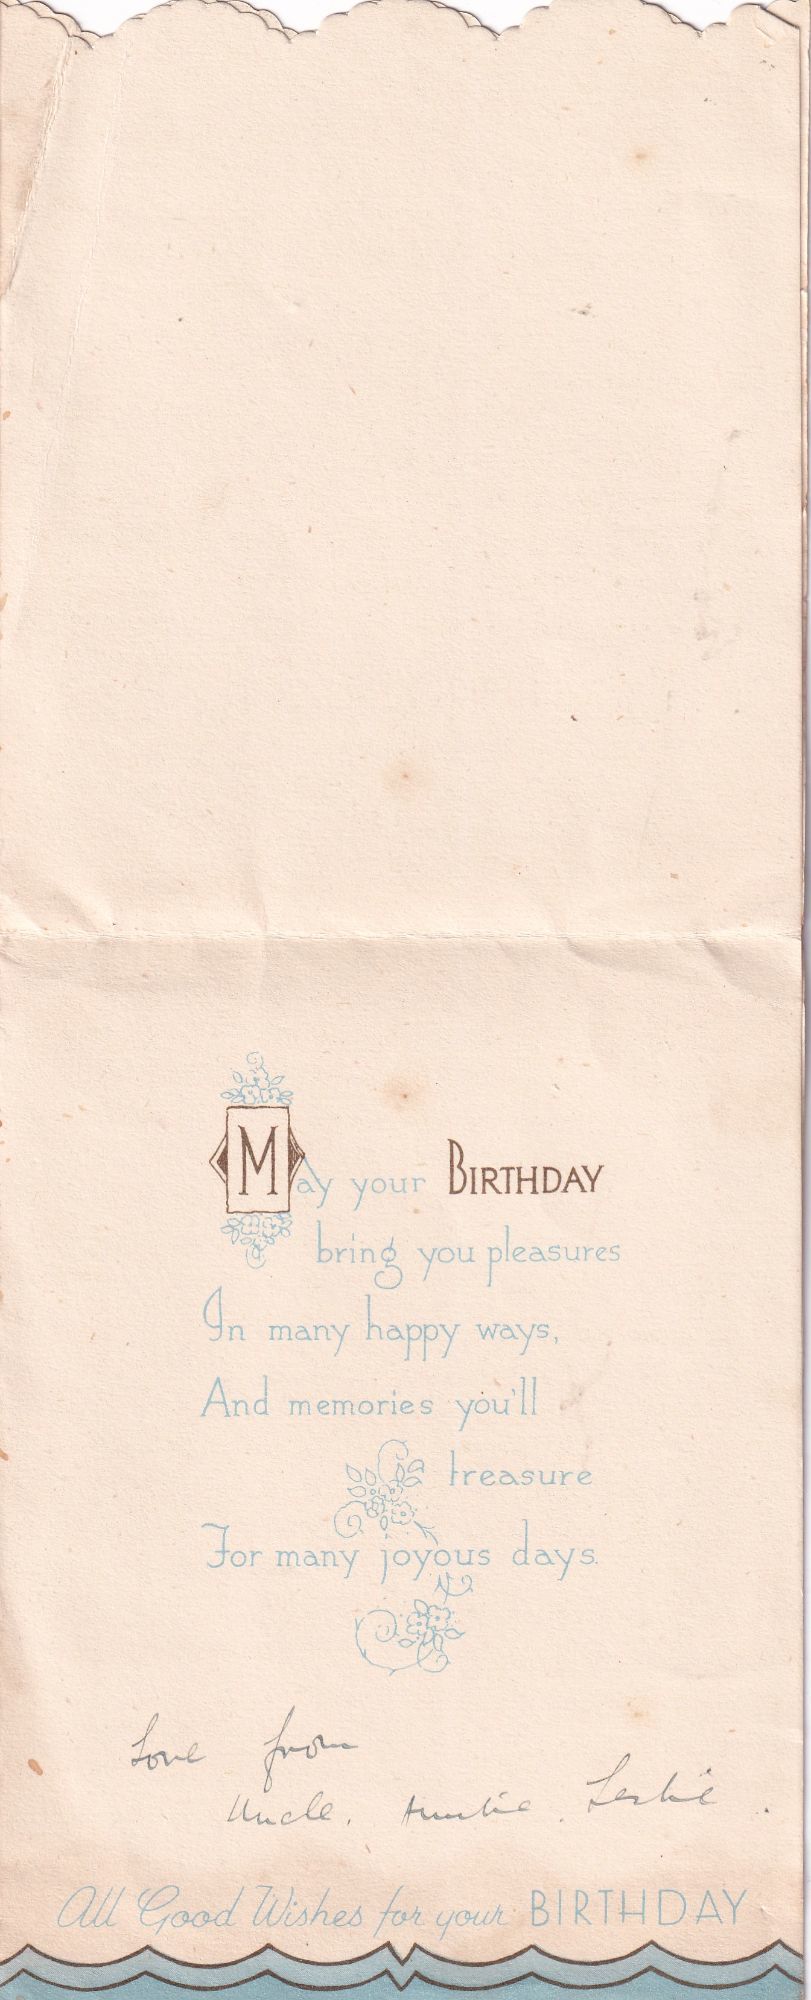 May your BIRTHDAY
bring you pleasures
In many happy ways,
And memories you'll
treasure
For many joyous days.
Love from
Uncle. Auntie. Leslie.
All Good Wishes for your BIRTHDAY